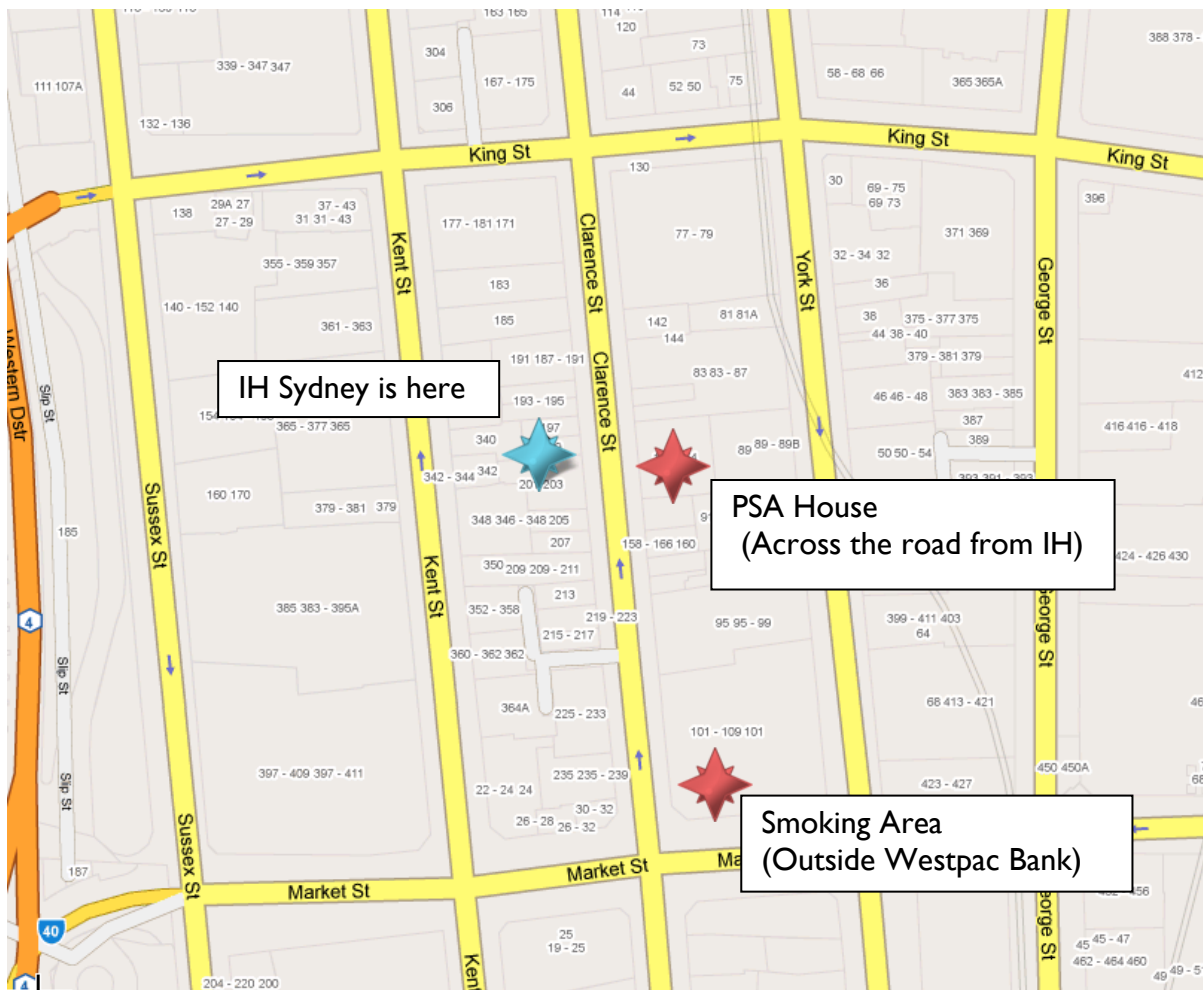 163 165
114
120
304
73
388 378 -
339 - 347 347
167 - 175
58 - 68 66
365 365A
111 107A
44
52 50
75
306
132 - 136
King St
King St
King St
130
30
69 - 75
69 73
396
138
29A 27
27 - 29
37 - 43
31 31 - 43
177 - 181 171
Clarence St
77 - 79
York St
371 369
Kent St
355 - 359 357
32 - 34 32
George St
183
36
140 - 152 140
361 - 363
185
142
144
81 81A
38
44 38 - 40
375 - 377 375
Western Dstr
Slip St
191 187 - 191
Clarence St
379 - 381 379
IH Sydney is here
83 83 - 87
412
193 - 195
46 46 - 48
383 383 - 385
387
365 - 377 365
340
197
416 416 - 418
389
89
89 - 89B
50 50 - 54
342 - 344
342
203
393 391 - 393
Sussex St
160 170
379 - 381
379
PSA House
(Across the road from IH)
348 346 - 348 205
185
207
158 - 166 160
424 - 426 430
Kent St
350
209 209 - 211
213
385 383 - 395A
352 - 358
219 - 223
George St
4
215 - 217
95 95 - 99
399 - 411 403
64
360 - 362 362
Slip St
364A
225 - 233
68 413 - 421
101 - 109 101
397 - 409 397 - 411
235 235 - 239
450 450A
22 - 24 24
423 - 427
Slip St
30 - 32
26 - 28
26 - 32
Smoking Area
(Outside Westpac Bank)
Sussex St
187
Market St
Market St
456
George St
40
25
19 - 25
45
45 - 47
462 - 464 460
Kent
49
204 - 220 200
4